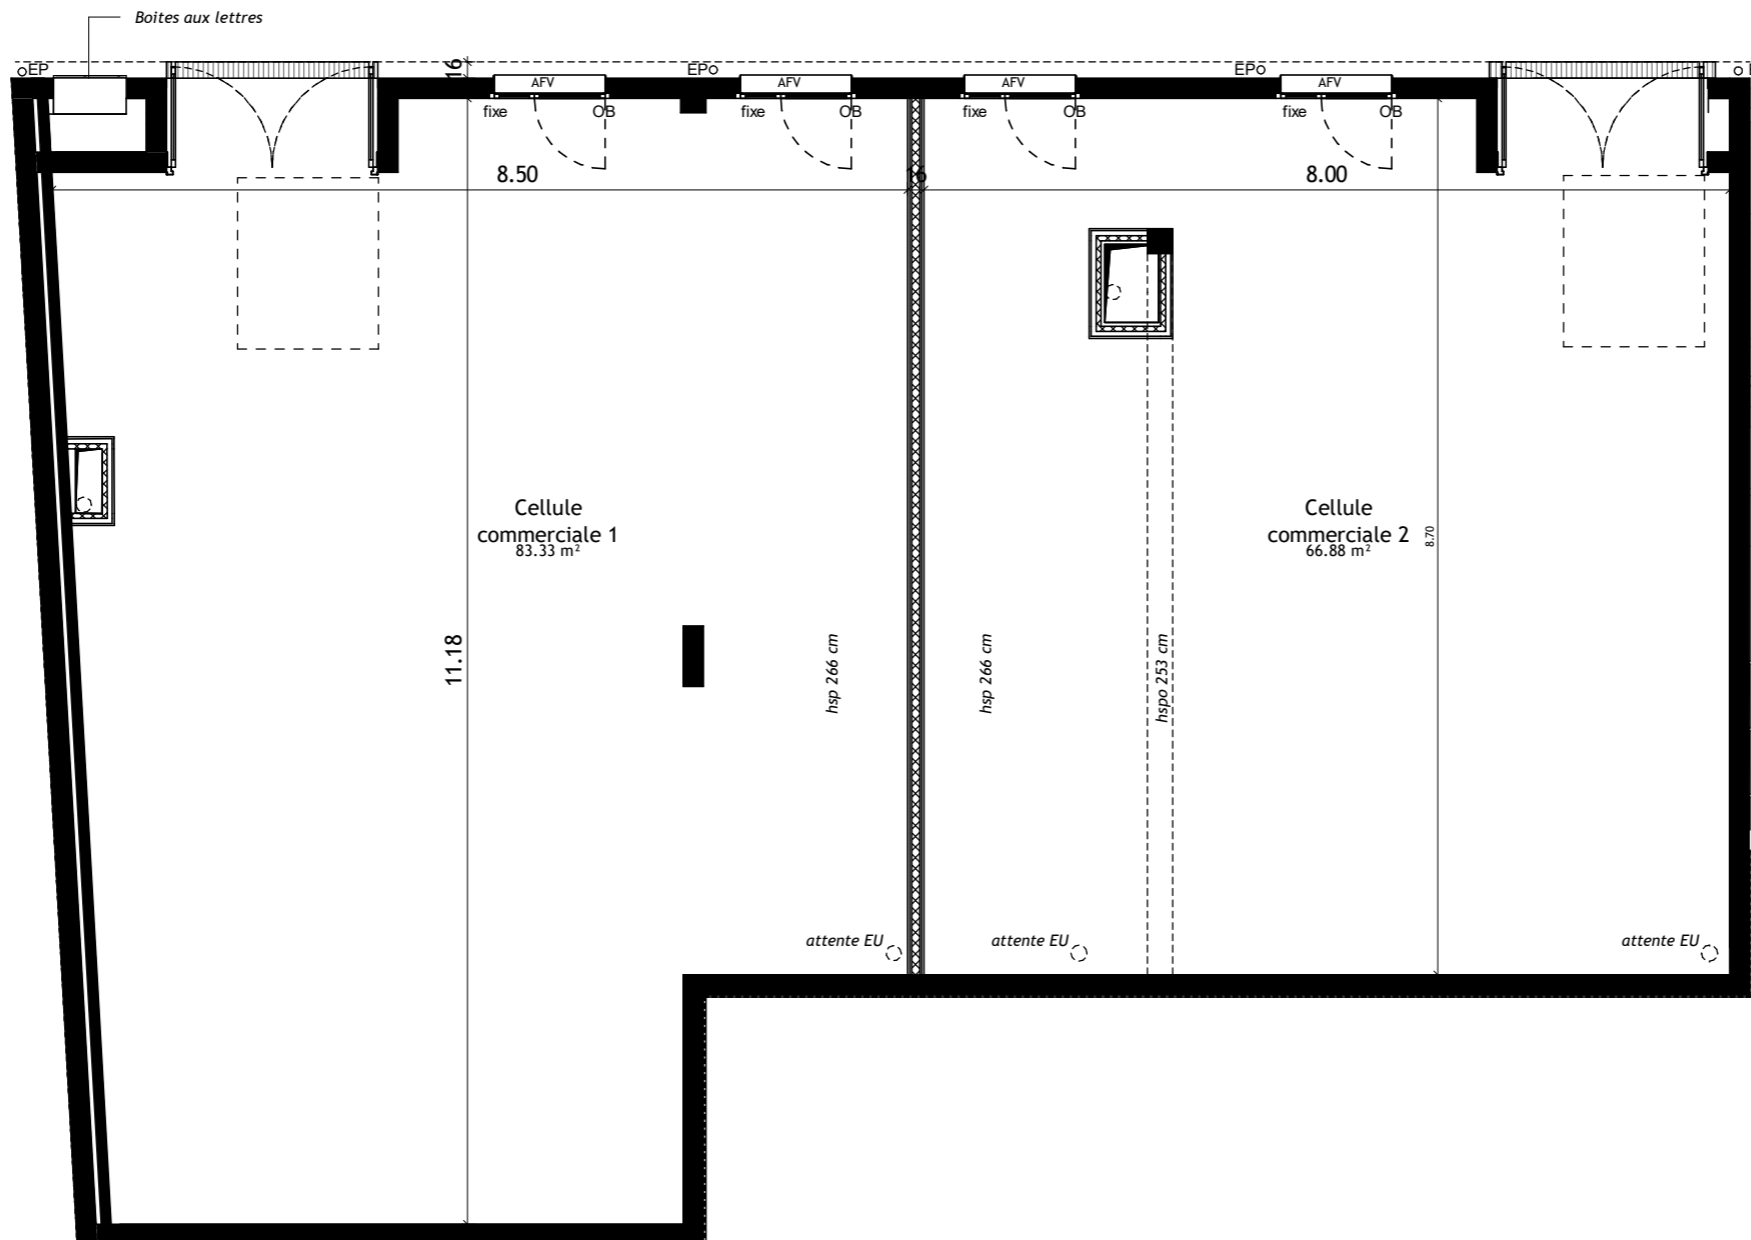 Boites aux lettres
EP
16
AFV
EP
AFV
AFV
EP
AFV
fixe
OB
fixe
OB
fixe
OB
fixe
OB
8.50
16
8.00
Cellule
commerciale 1
83.33 m²
Cellule
commerciale 2
66.88 m²
8.70
11.18
hsp 266 cm
hsp 266 cm
hspo 253 cm
attente EU
attente EU
attente EU